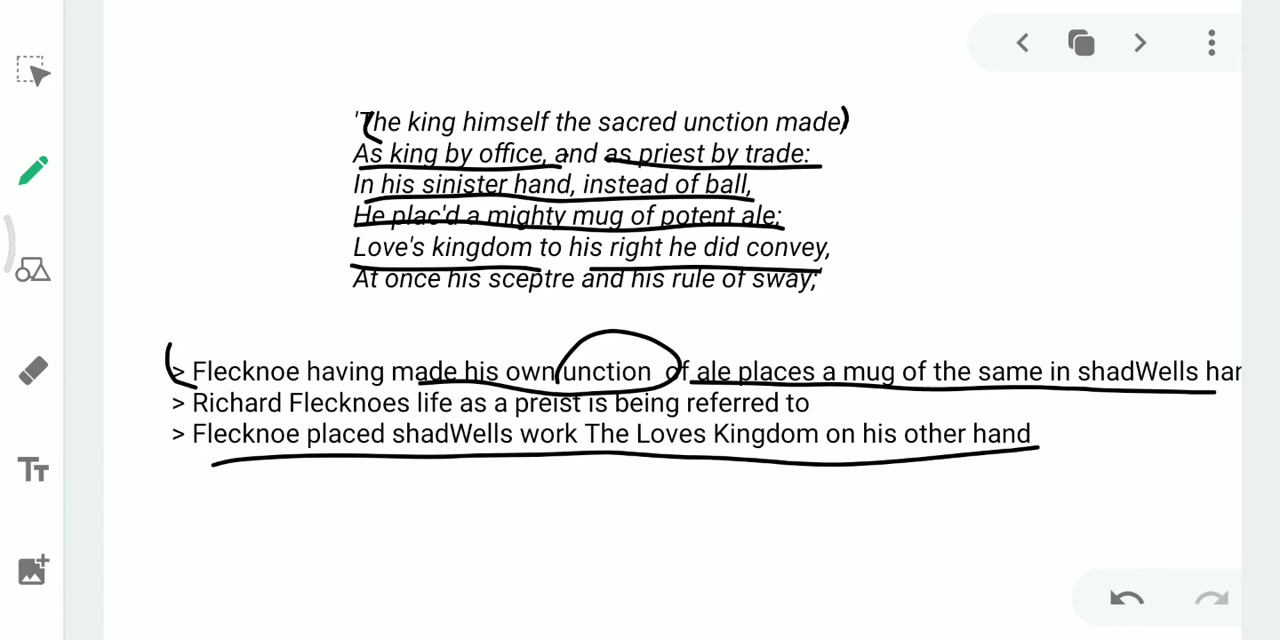 'The king himself the sacred unction made,
As king by office, and as priest by trade:
In his sinister hand, instead of ball,
He plac'd a mighty mug of potent ale;
Love's kingdom to his right he did convey,
At once his sceptre and his rule of sway;'
> Flecknoe having made his own unction of ale places a mug of the same in shadWells har
> Richard Flecknoes life as a preist is being referred to
> Flecknoe placed shadWells work The Loves Kingdom on his other hand
Tт